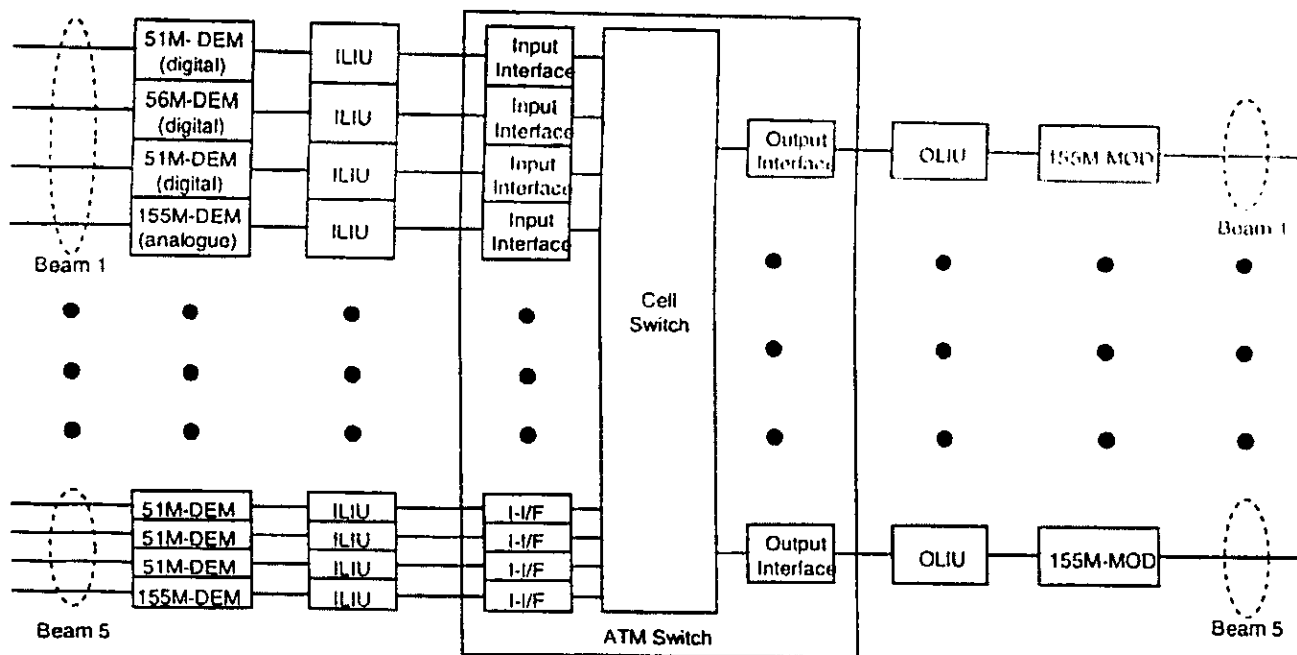 51M- DEM
(digital)
ILIU
Input
Interface
56M-DEM
(digital)
ILIU
Input
Interface
51M-DEM
(digital)
ILIU
Input
Interface
155M-DEM
(analogue)
ILIU
Input
Interface
Beam 1
Cell
Switch
Output
Interface
OLIU
155M-MOD
Beam 1
51M-DEM
ILIU
I-I/F
51M-DEM
ILIU
I-I/F
51M-DEM
ILIU
I-I/F
155M-DEM
ILIU
I-I/F
Beam 5
Output
Interface
OLIU
155M-MOD
Beam 5
ATM Switch